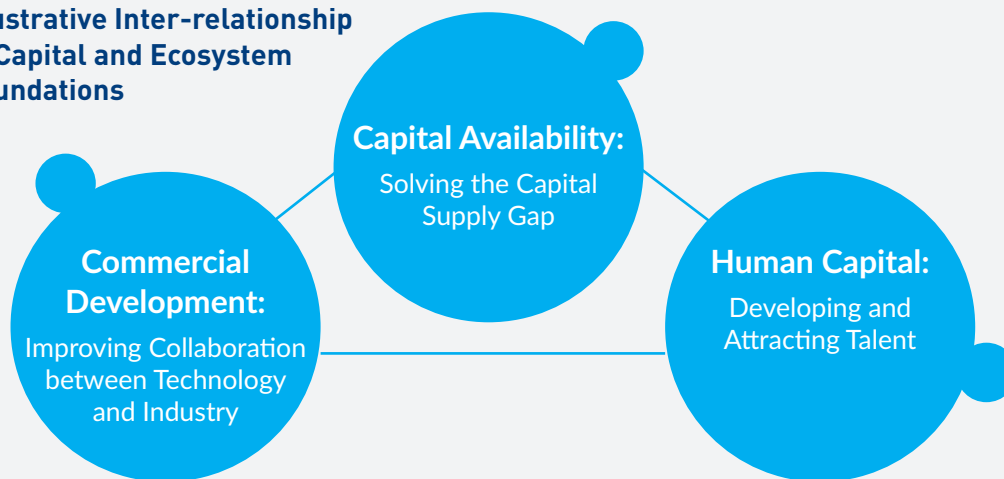 ustrative Inter-relationship
Capital and Ecosystem
undations
Capital Availability:
Solving the Capital
Supply Gap
Commercial
Development:
Improving Collaboration
between Technology
and Industry
Human Capital:
Developing and
Attracting Talent